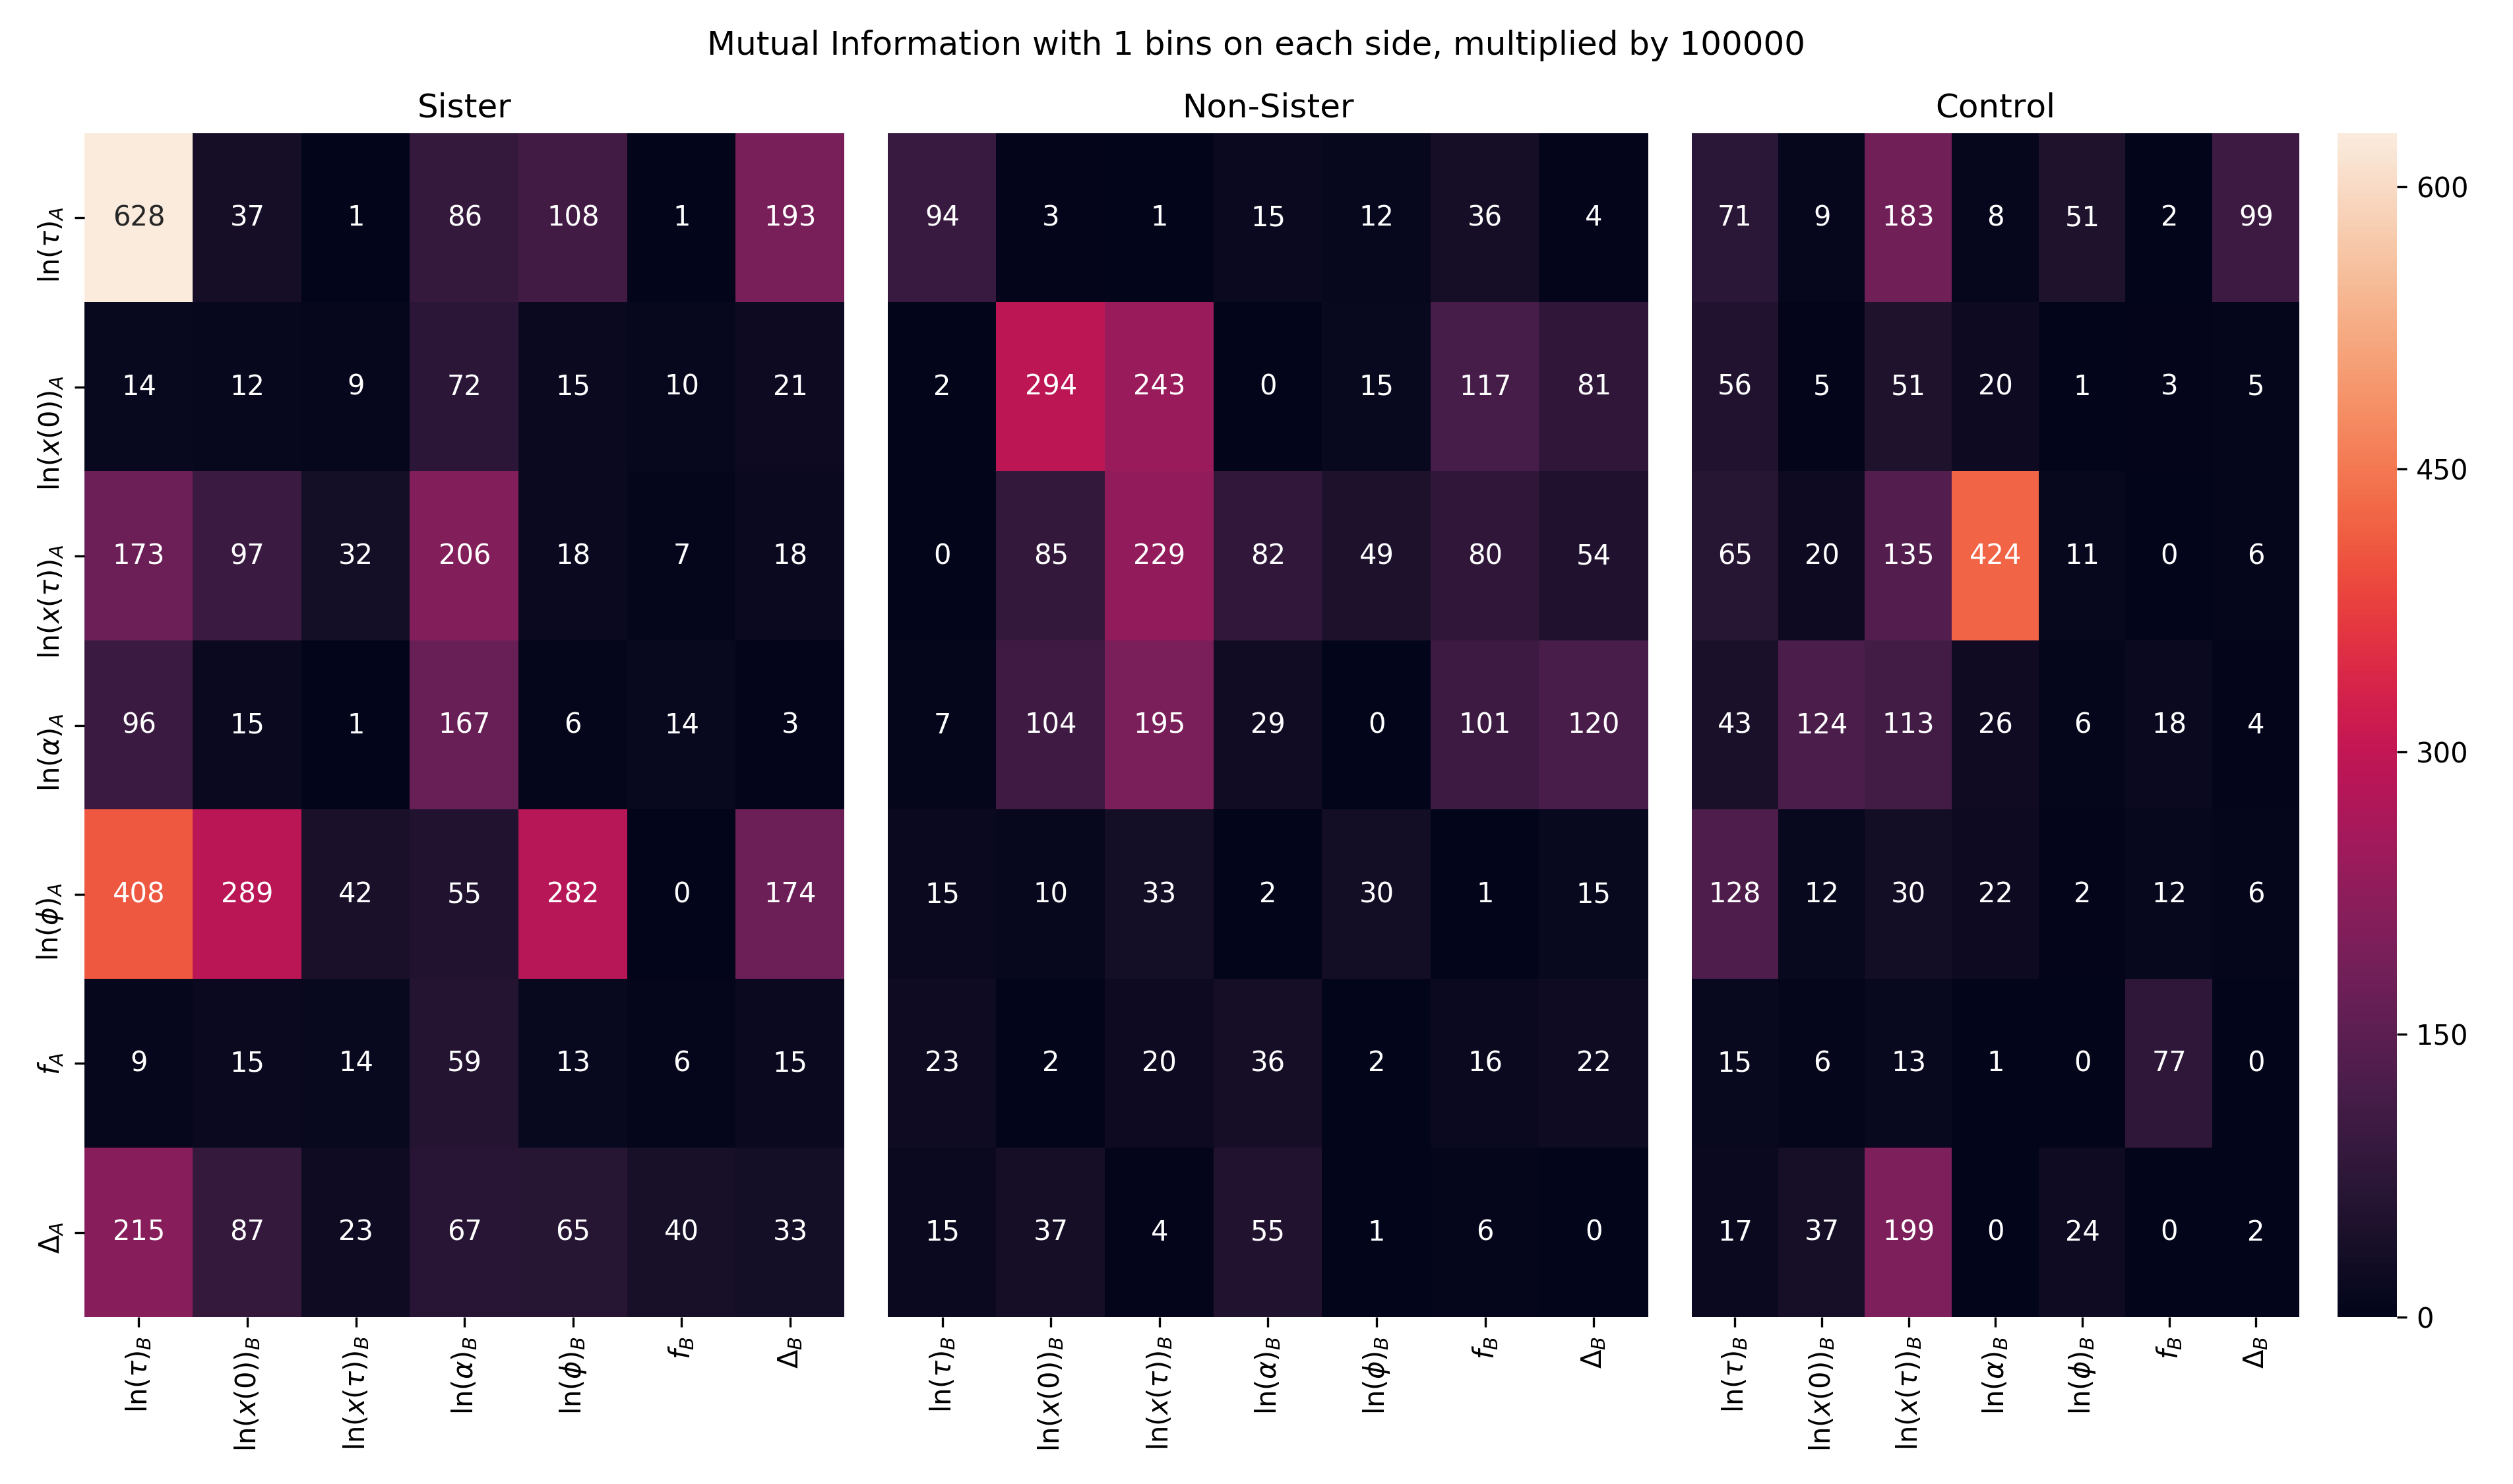 Mutual Information with 1 bins on each side, multiplied by 100000
Sister Non-Sister Control
ln(τ)_A 628 37 1 86 108 1 193 94 3 1 15 12 36 4 71 9 183 8 51 2 99
ln(x(0))_A 14 12 9 72 15 10 21 2 294 243 0 15 117 81 56 5 51 20 1 3 5
ln(x(τ))_A 173 97 32 206 18 7 18 0 85 229 82 49 80 54 65 20 135 424 11 0 6
ln(α)_A 96 15 1 167 6 14 3 7 104 195 29 0 101 120 43 124 113 26 6 18 4
ln(ϕ)_A 408 289 42 55 282 0 174 15 10 33 2 30 1 15 128 12 30 22 2 12 6
f_A 9 15 14 59 13 6 15 23 2 20 36 2 16 22 15 6 13 1 0 77 0
Δ_A 215 87 23 67 65 40 33 15 37 4 55 1 6 0 17 37 199 0 24 0 2
ln(τ)_B ln(x(0))_B ln(x(τ))_B ln(α)_B ln(ϕ)_B f_B Δ_B ln(τ)_B ln(x(0))_B ln(x(τ))_B ln(α)_B ln(ϕ)_B f_B Δ_B ln(τ)_B ln(x(0))_B ln(x(τ))_B ln(α)_B ln(ϕ)_B f_B Δ_B
600
450
300
150
0